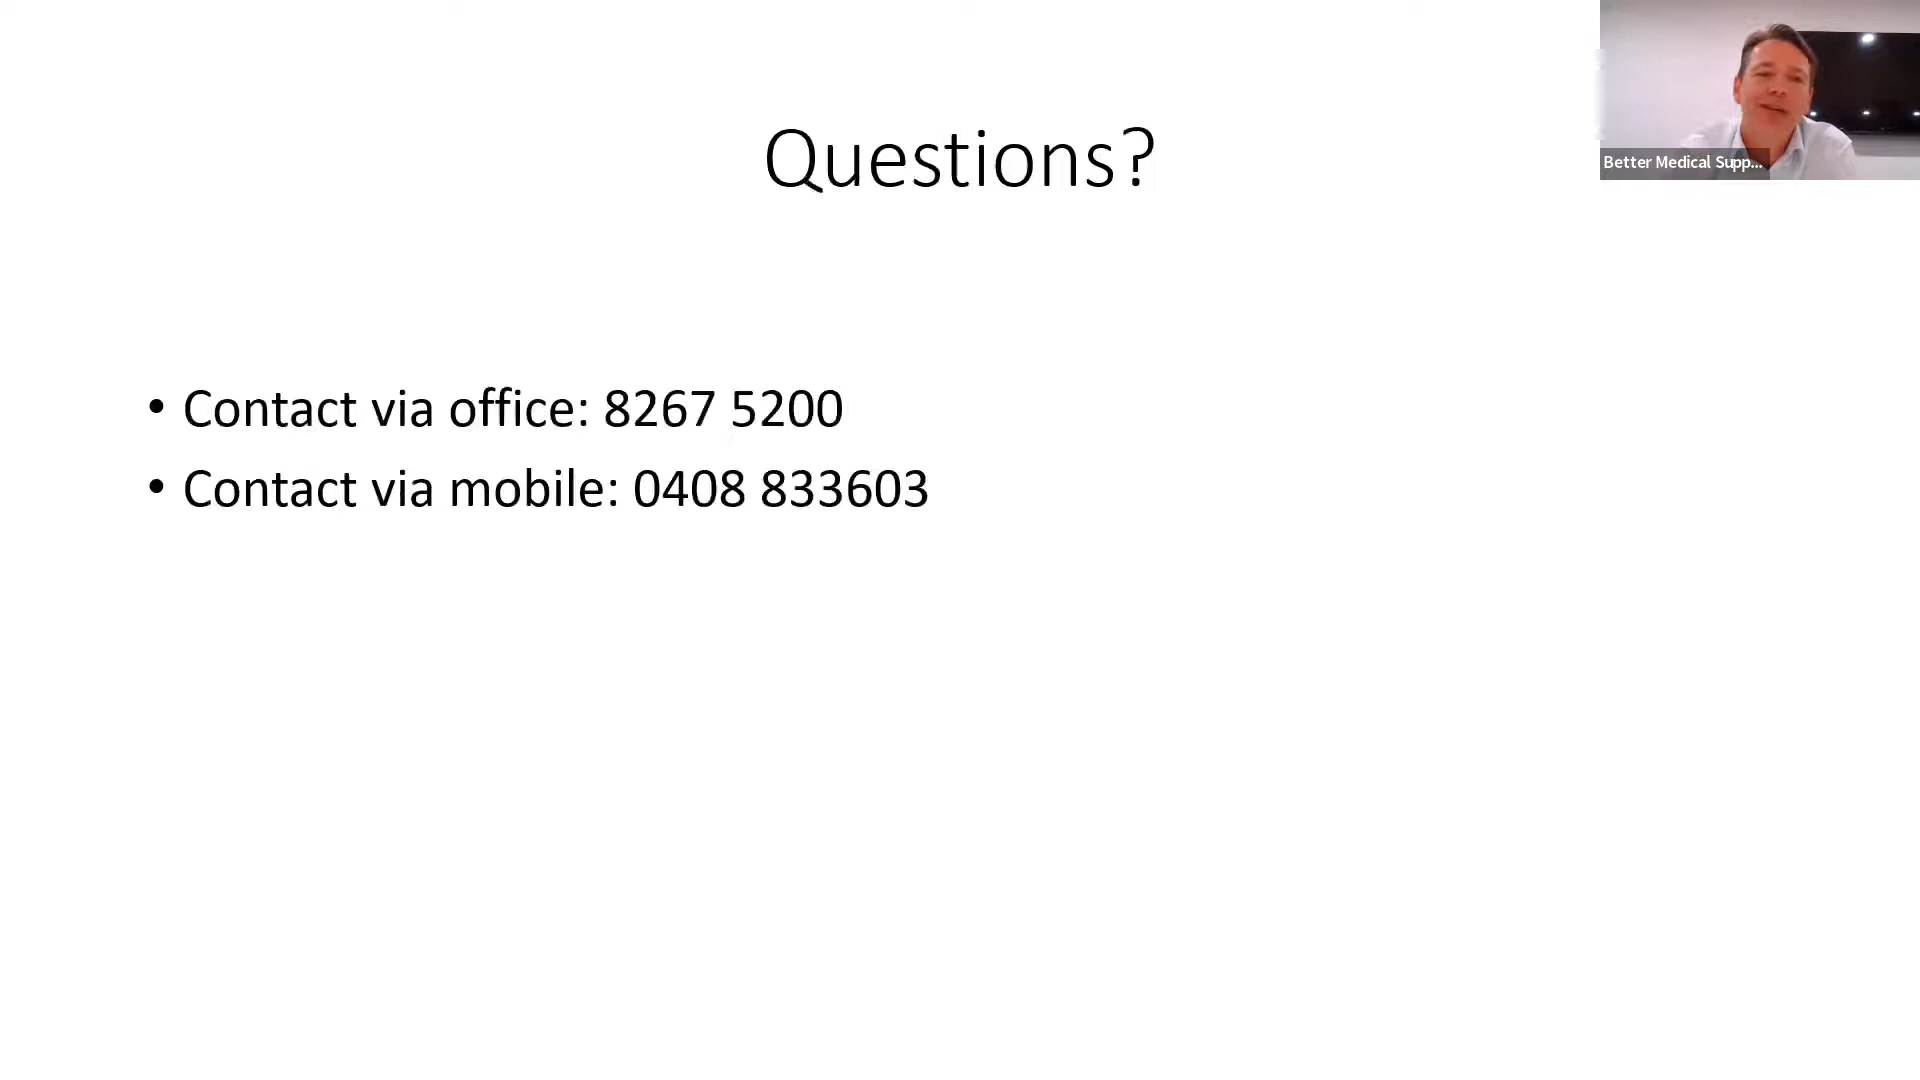 Questions?
Better Medical Supp...
• Contact via office: 8267 5200
• Contact via mobile: 0408 833603